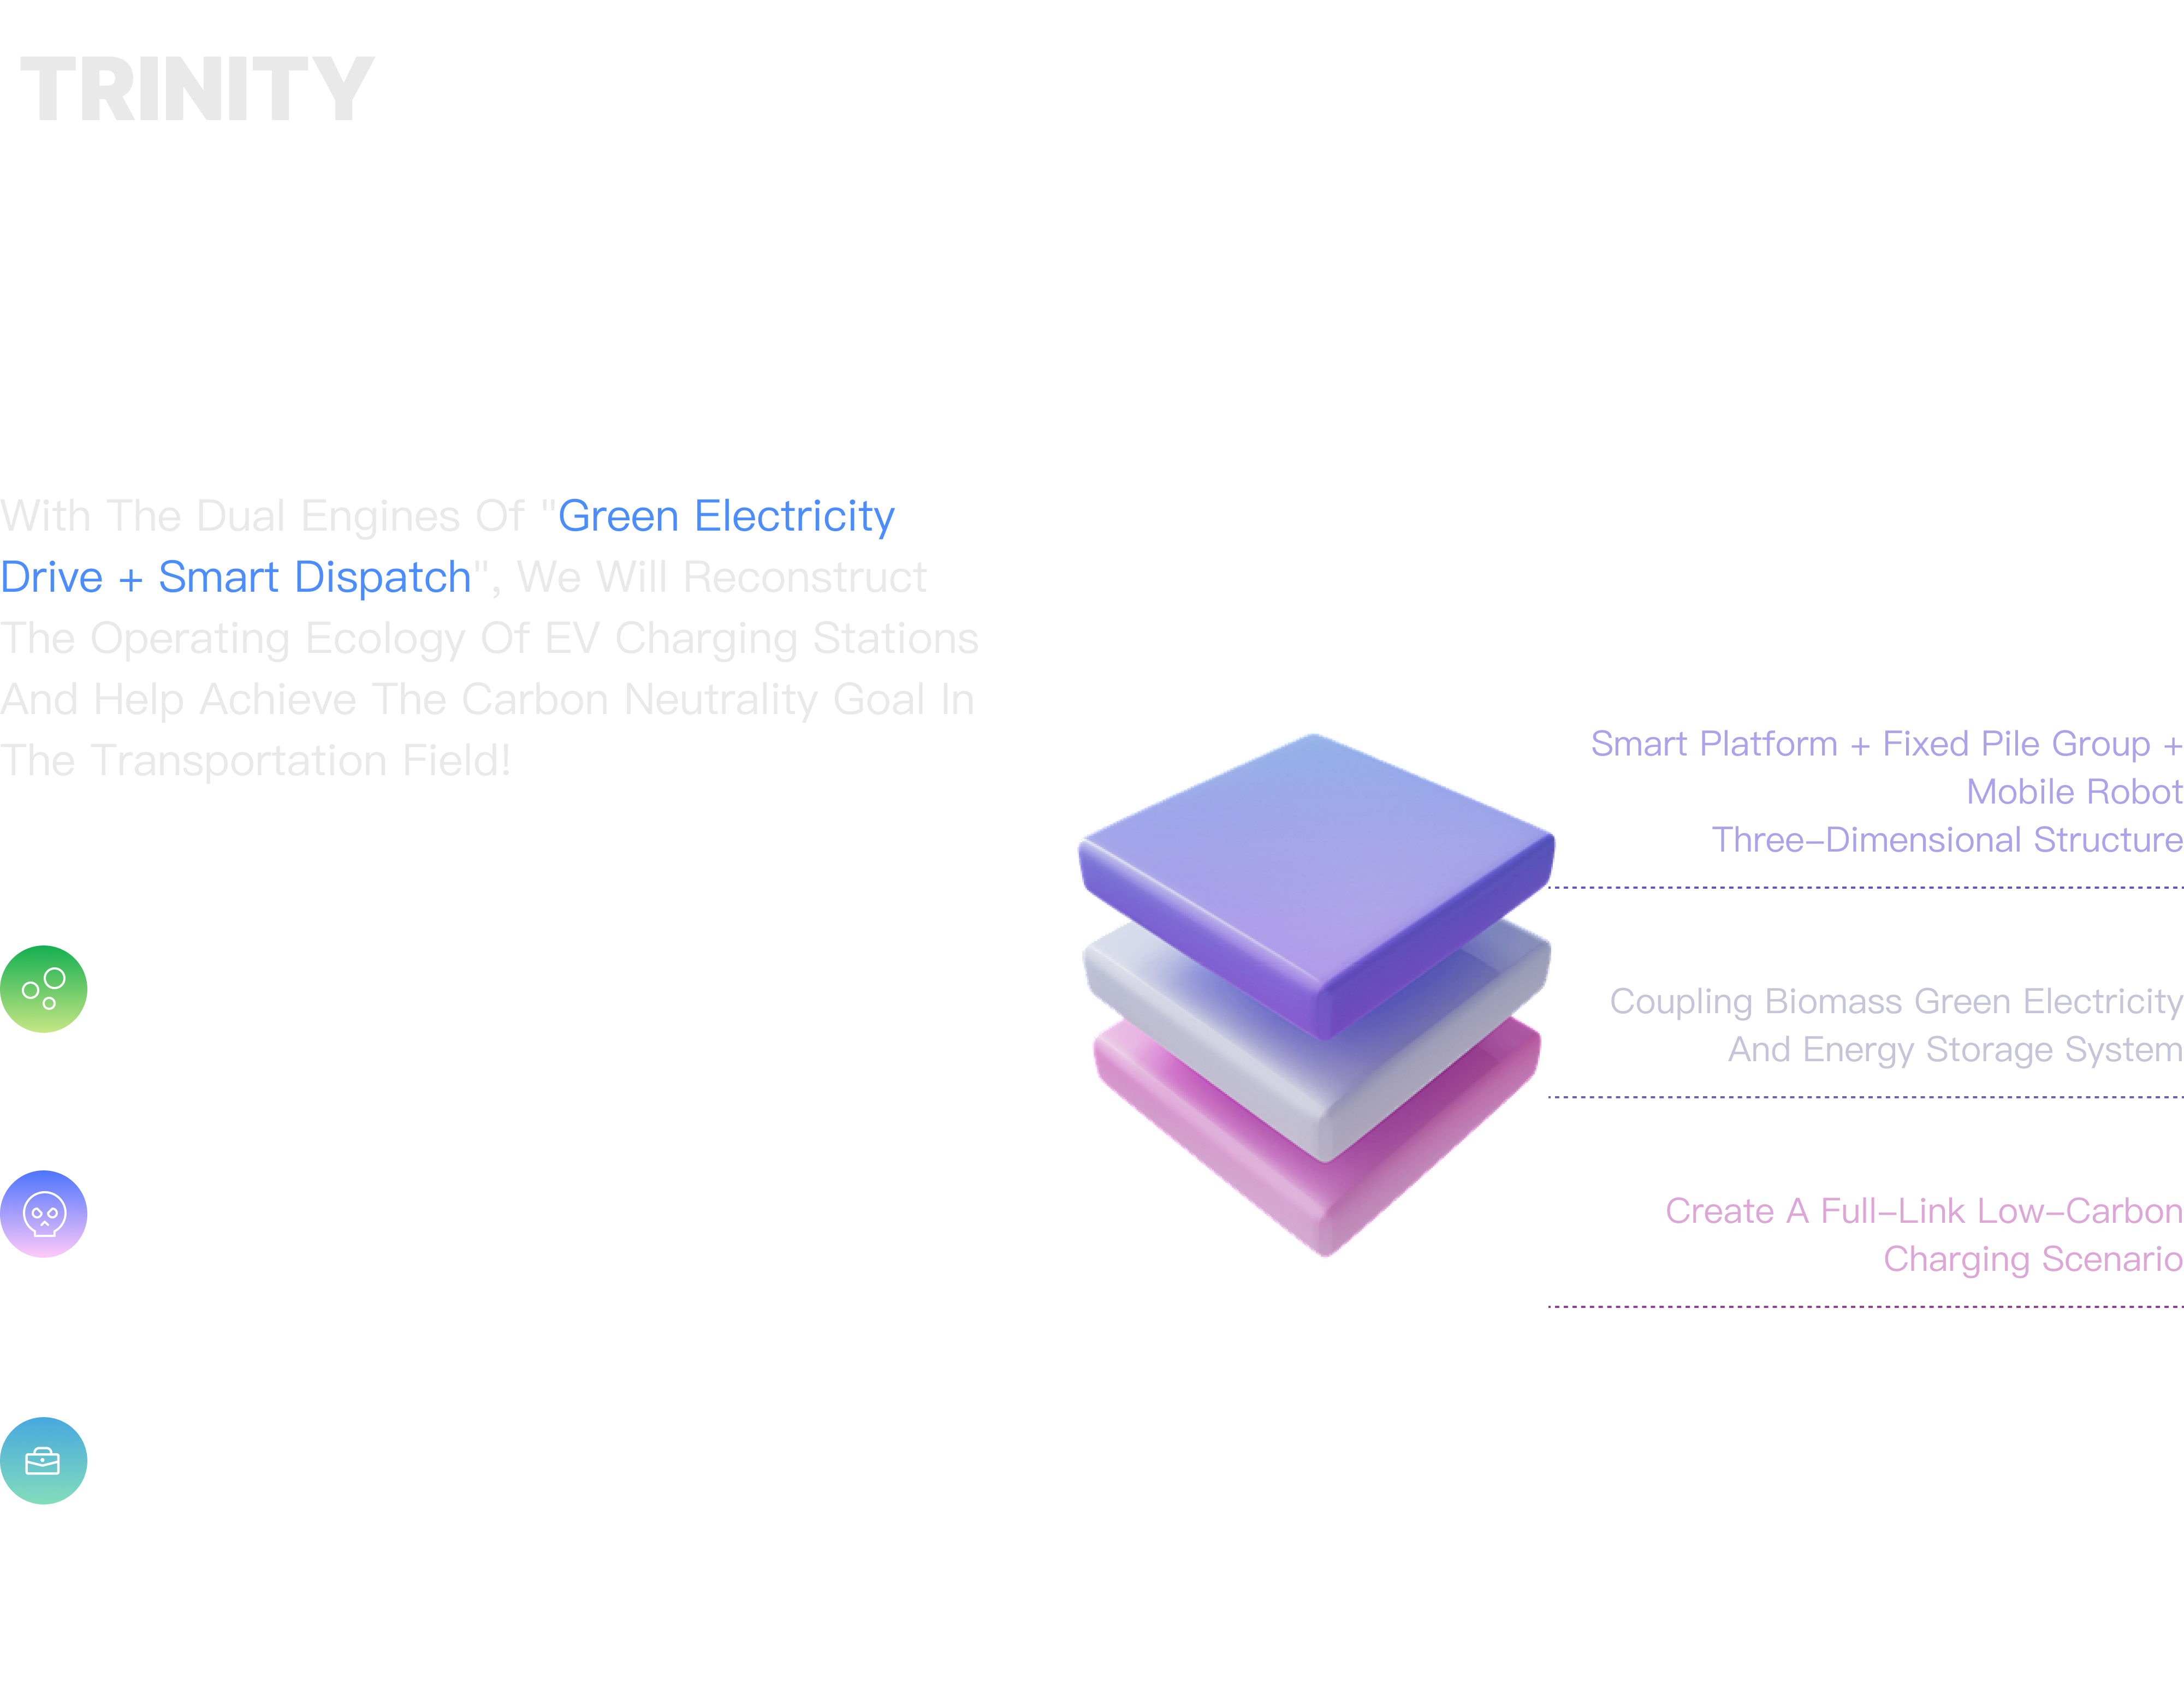 TRINITY
With The Dual Engines Of "Green Electricity
Drive + Smart Dispatch", We Will Reconstruct
The Operating Ecology Of EV Charging Stations
And Help Achieve The Carbon Neutrality Goal In
The Transportation Field!
Smart Platform + Fixed Pile Group +
Mobile Robot
Three–Dimensional Structure
Coupling Biomass Green Electricity
And Energy Storage System
Create A Full–Link Low–Carbon
Charging Scenario